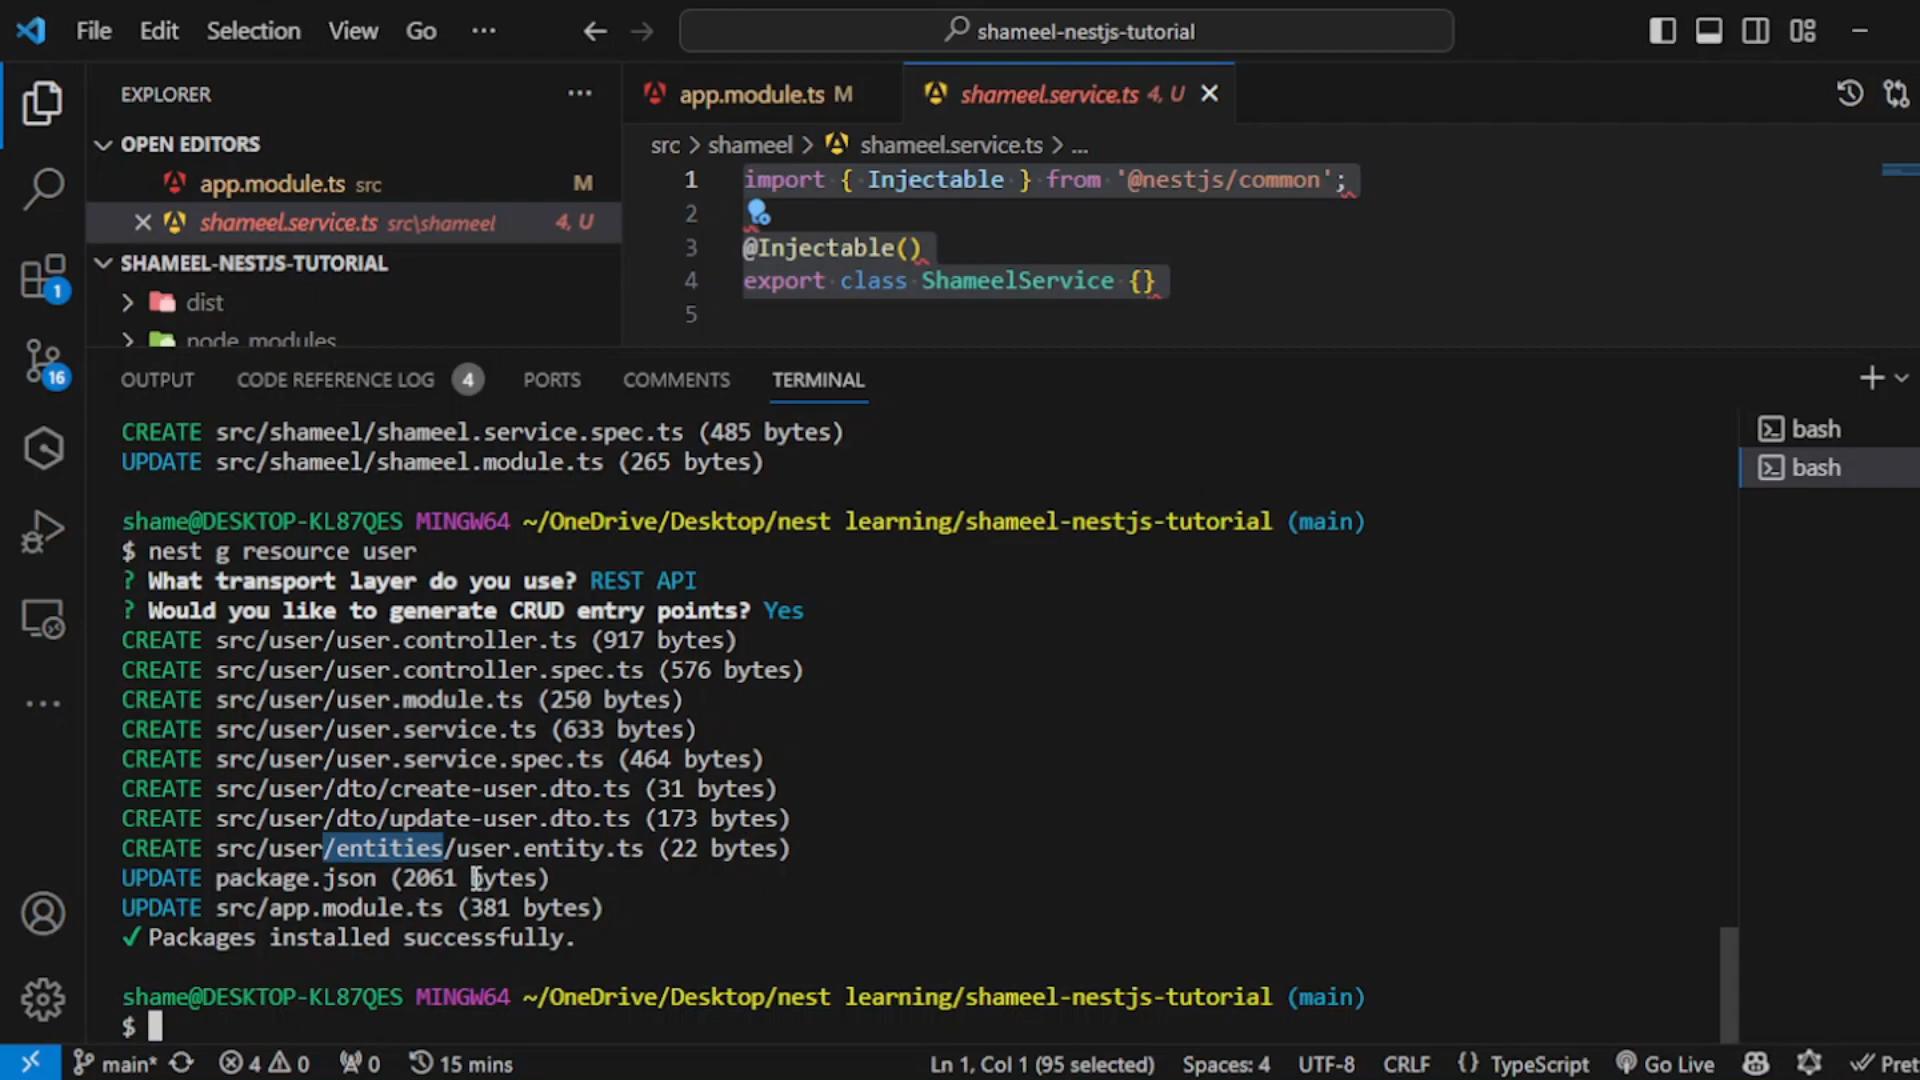 File Edit Selection View Go ···
shameel-nestjs-tutorial
EXPLORER ···
OPEN EDITORS
app.module.ts src M
shameel.service.ts src\shameel 4, U
SHAMEEL-NESTJS-TUTORIAL
dist
node_modules
1
16
app.module.ts M
shameel.service.ts 4, U
src > shameel > shameel.service.ts > ...
1 import { Injectable } from '@nestjs/common';
2
3 @Injectable()
4 export class ShameelService {}
5
OUTPUT CODE REFERENCE LOG 4 PORTS COMMENTS TERMINAL
CREATE src/shameel/shameel.service.spec.ts (485 bytes)
UPDATE src/shameel/shameel.module.ts (265 bytes)
shame@DESKTOP-KL87QES MINGW64 ~/OneDrive/Desktop/nest learning/shameel-nestjs-tutorial (main)
$ nest g resource user
? What transport layer do you use? REST API
? Would you like to generate CRUD entry points? Yes
CREATE src/user/user.controller.ts (917 bytes)
CREATE src/user/user.controller.spec.ts (576 bytes)
CREATE src/user/user.module.ts (250 bytes)
CREATE src/user/user.service.ts (633 bytes)
CREATE src/user/user.service.spec.ts (464 bytes)
CREATE src/user/dto/create-user.dto.ts (31 bytes)
CREATE src/user/dto/update-user.dto.ts (173 bytes)
CREATE src/user/entities/user.entity.ts (22 bytes)
UPDATE package.json (2061 bytes)
UPDATE src/app.module.ts (381 bytes)
✓ Packages installed successfully.
shame@DESKTOP-KL87QES MINGW64 ~/OneDrive/Desktop/nest learning/shameel-nestjs-tutorial (main)
$
bash
bash
main* 4 0 0 15 mins Ln 1, Col 1 (95 selected) Spaces: 4 UTF-8 CRLF {} TypeScript Go Live Pret